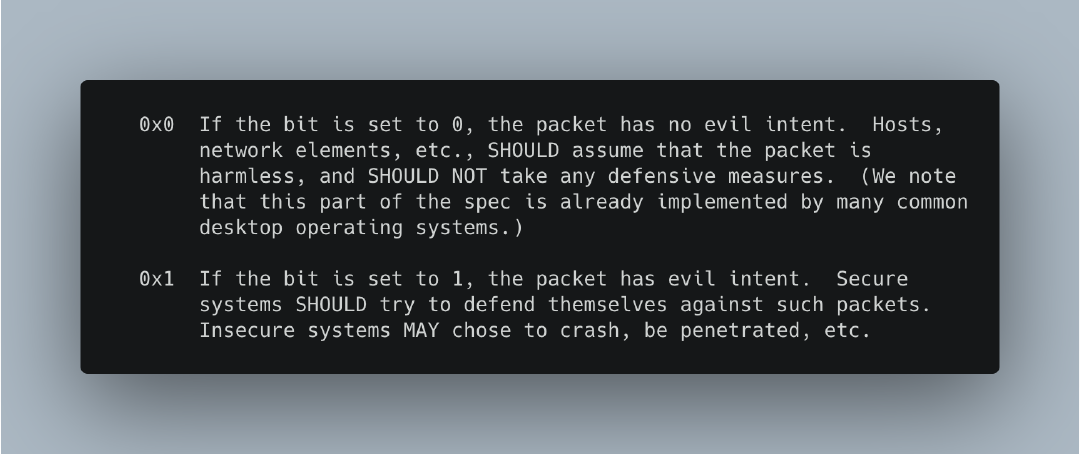 0x0  If the bit is set to 0, the packet has no evil intent.  Hosts,
network elements, etc., SHOULD assume that the packet is
harmless, and SHOULD NOT take any defensive measures.  (We note
that this part of the spec is already implemented by many common
desktop operating systems.)
0x1  If the bit is set to 1, the packet has evil intent.  Secure
systems SHOULD try to defend themselves against such packets.
Insecure systems MAY chose to crash, be penetrated, etc.